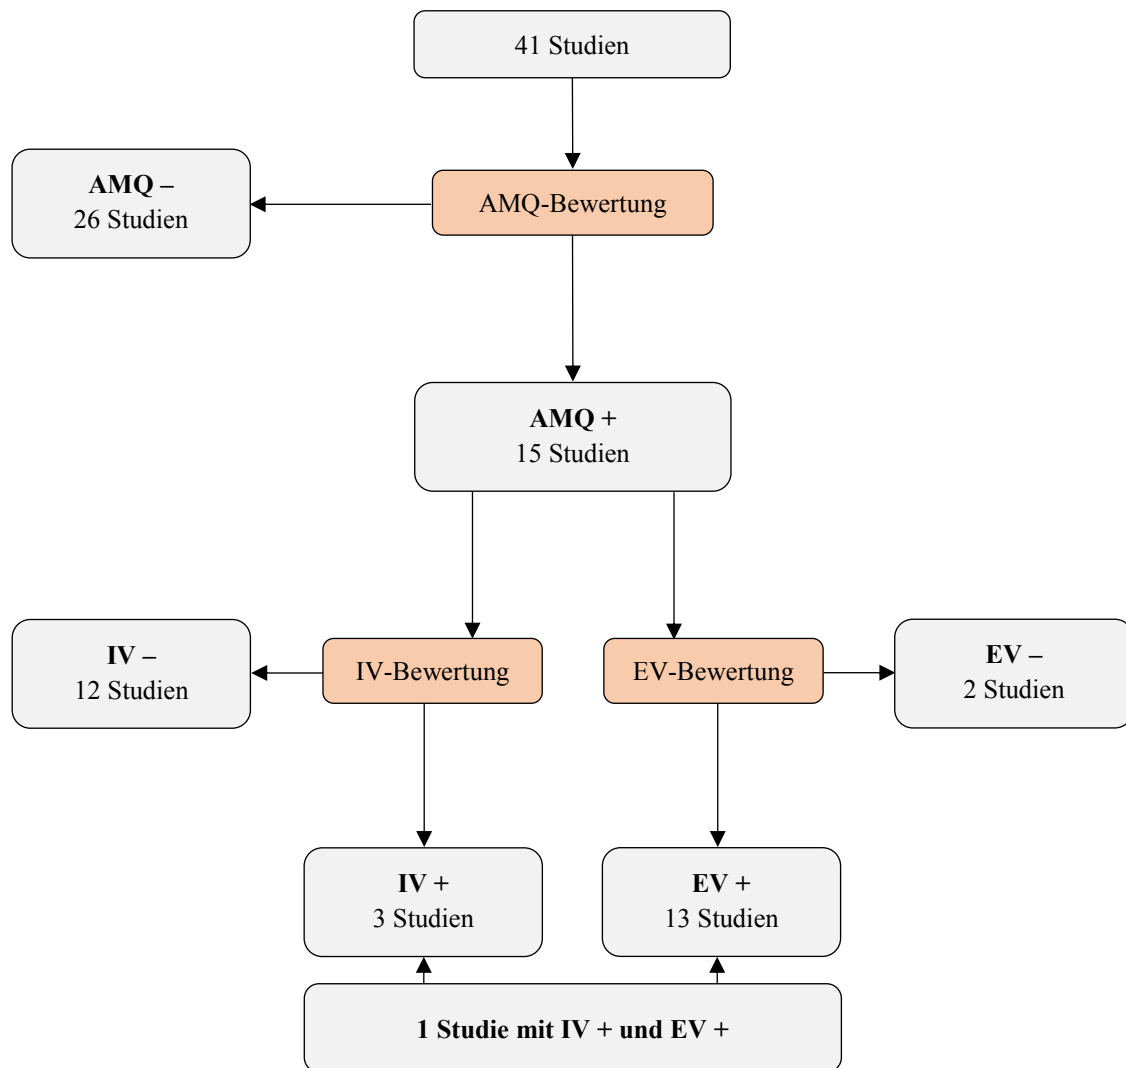 41 Studien
AMQ –
26 Studien
AMQ-Bewertung
AMQ +
15 Studien
IV –
12 Studien
IV-Bewertung
EV-Bewertung
EV –
2 Studien
IV +
3 Studien
EV +
13 Studien
1 Studie mit IV + und EV +